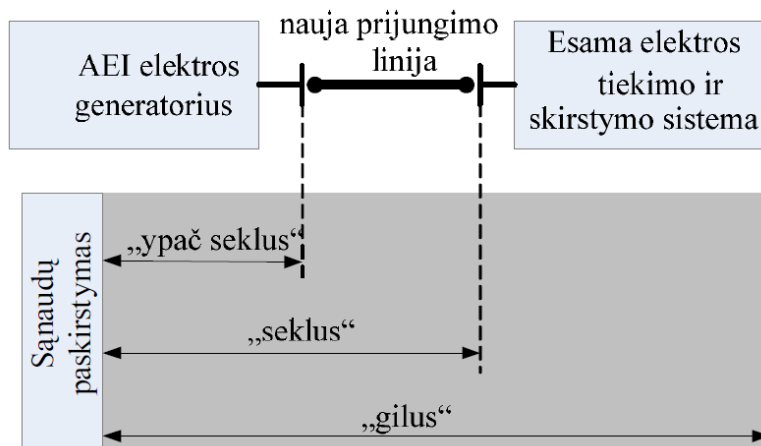 AEI elektros
generatorius
nauja prijungimo
linija
Esama elektros
tiekimo ir
skirstymo sistema
Sąnaudų
paskirstymas
„ypač seklus“
„seklus“
„gilus“